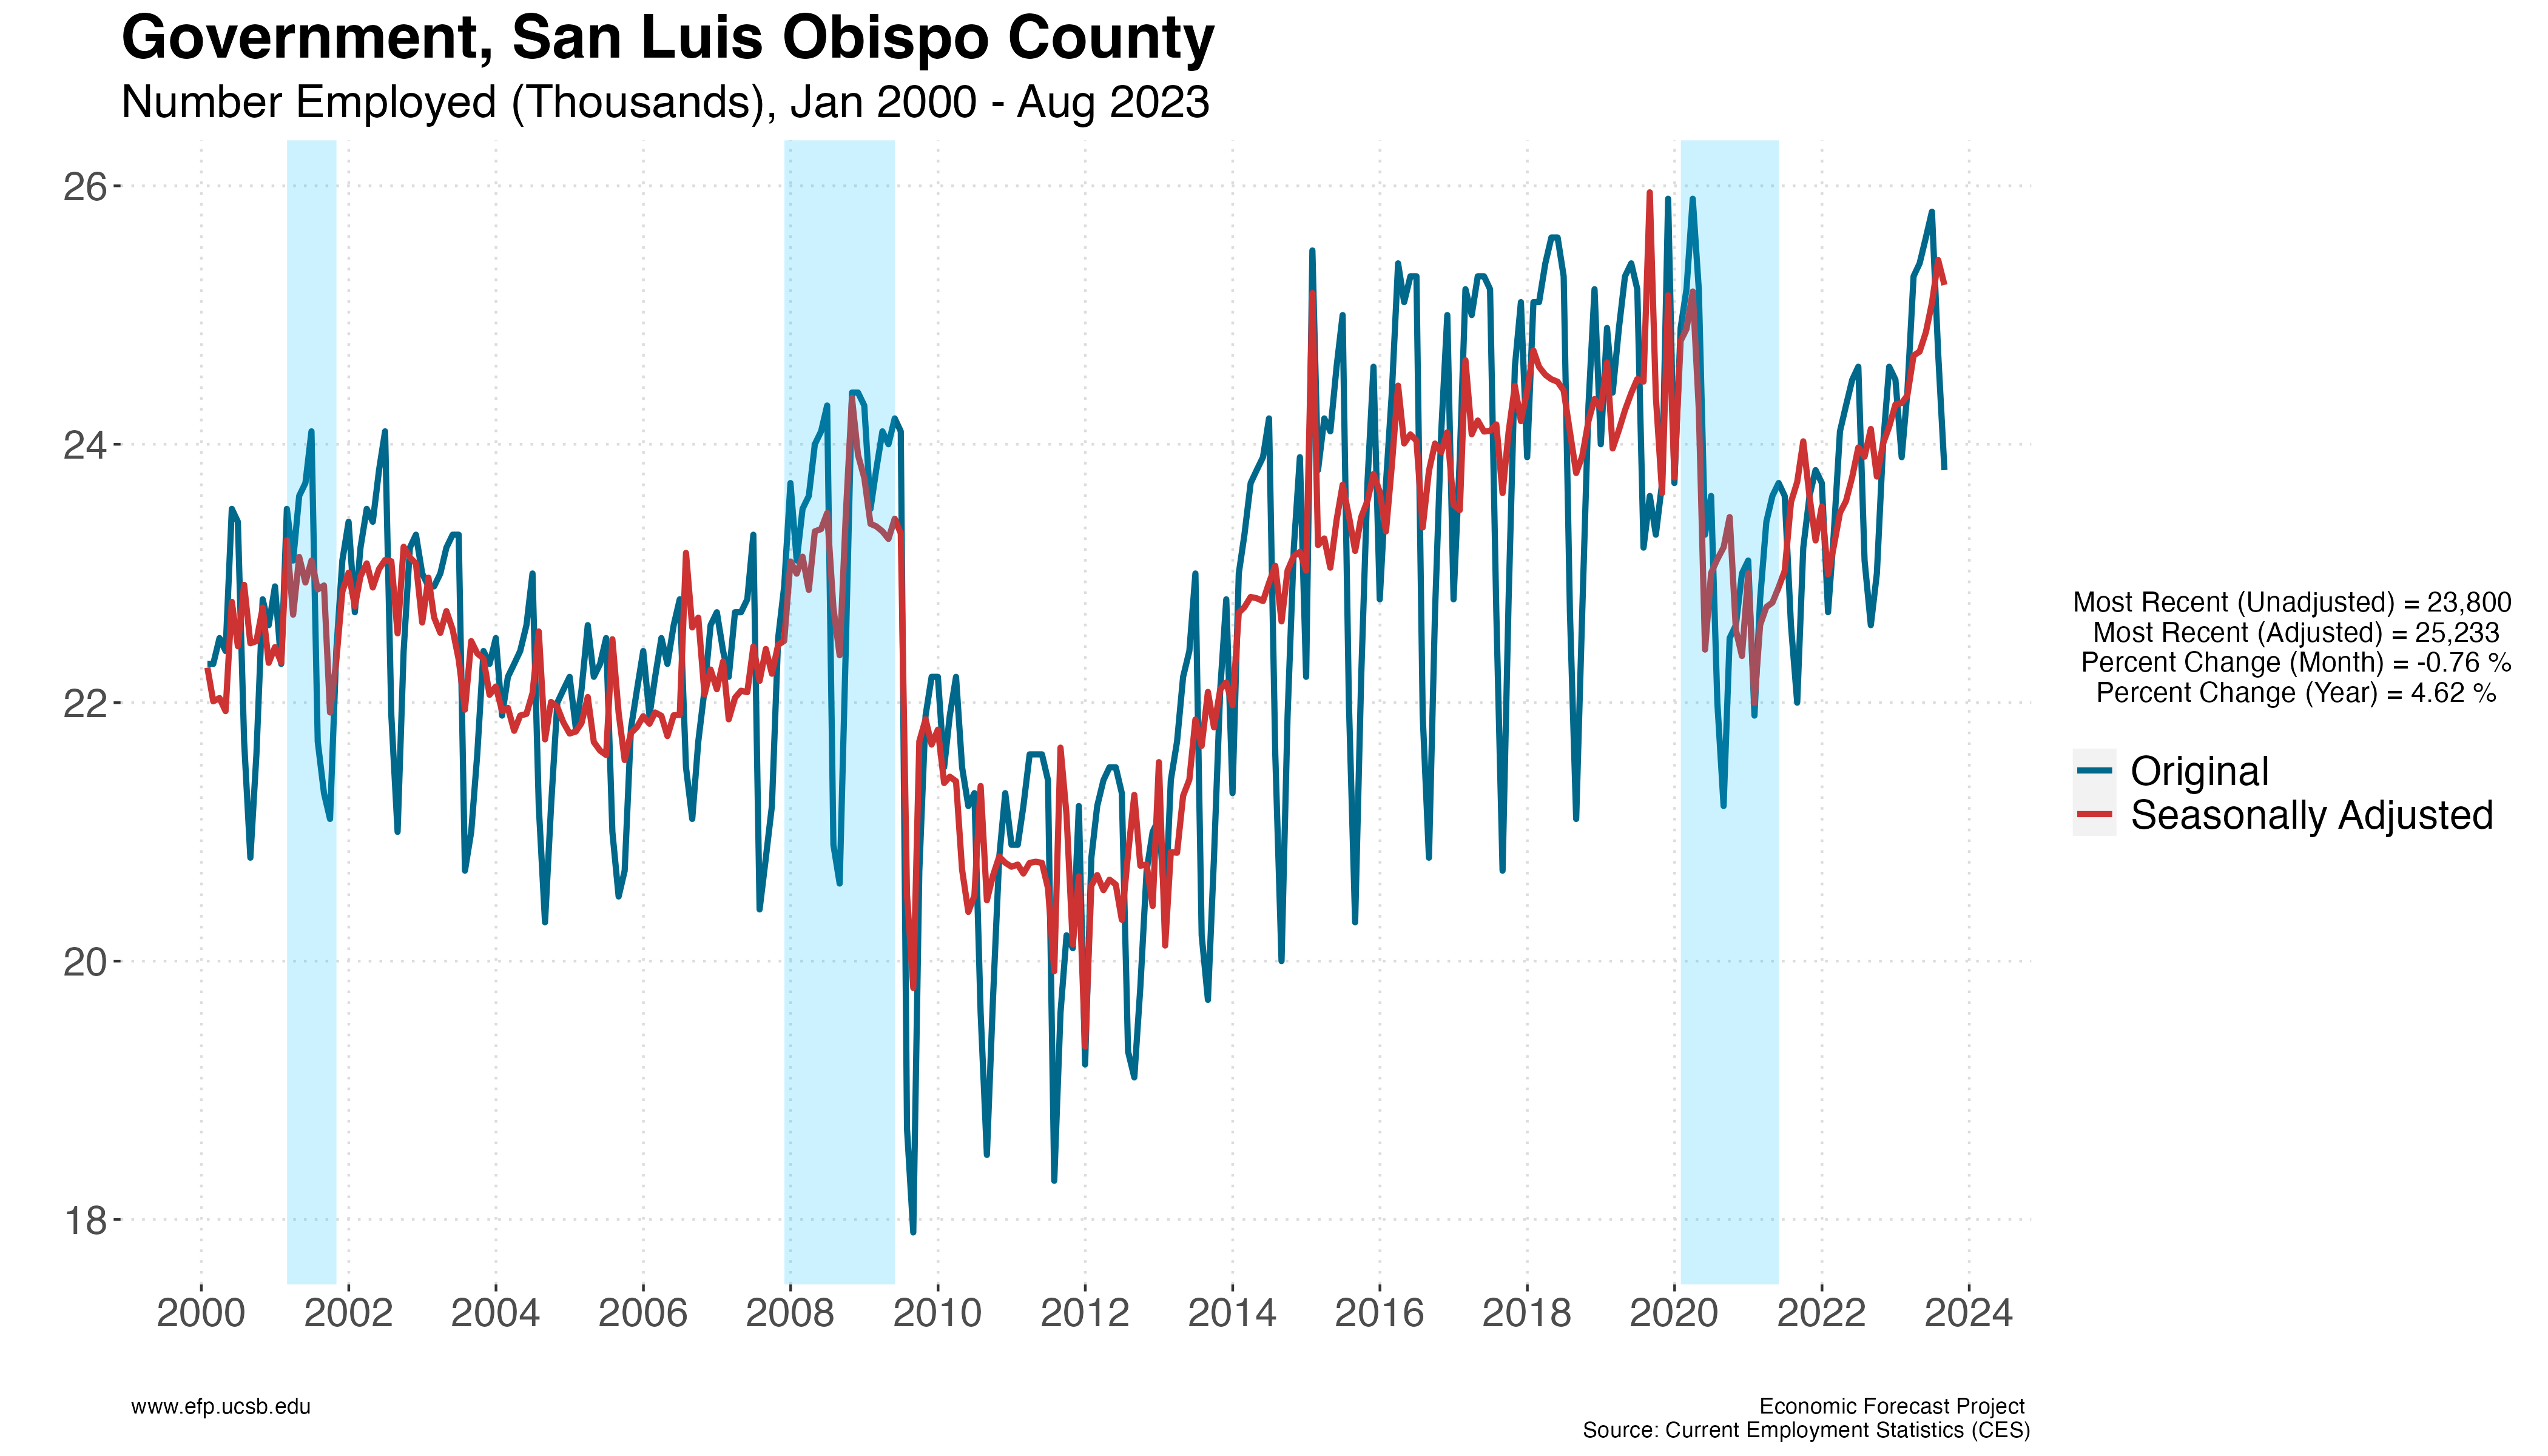 Government, San Luis Obispo County
Number Employed (Thousands), Jan 2000 - Aug 2023
26
24
22
20
18
2000 2002 2004 2006 2008 2010 2012 2014 2016 2018 2020 2022 2024
Most Recent (Unadjusted) = 23,800
Most Recent (Adjusted) = 25,233
Percent Change (Month) = -0.76 %
Percent Change (Year) = 4.62 %
Original
Seasonally Adjusted
www.efp.ucsb.edu
Economic Forecast Project
Source: Current Employment Statistics (CES)